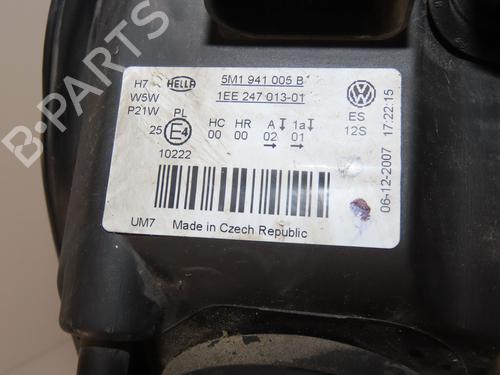 H7 HELLA 5M1 941 005 B
W5W 1EE 247 013-01
P21W PL HC HR A 1a ES
25 E4 00 00 02 01 12S
10222
UM7 Made in Czech Republic
06-12-2007 17:22:15